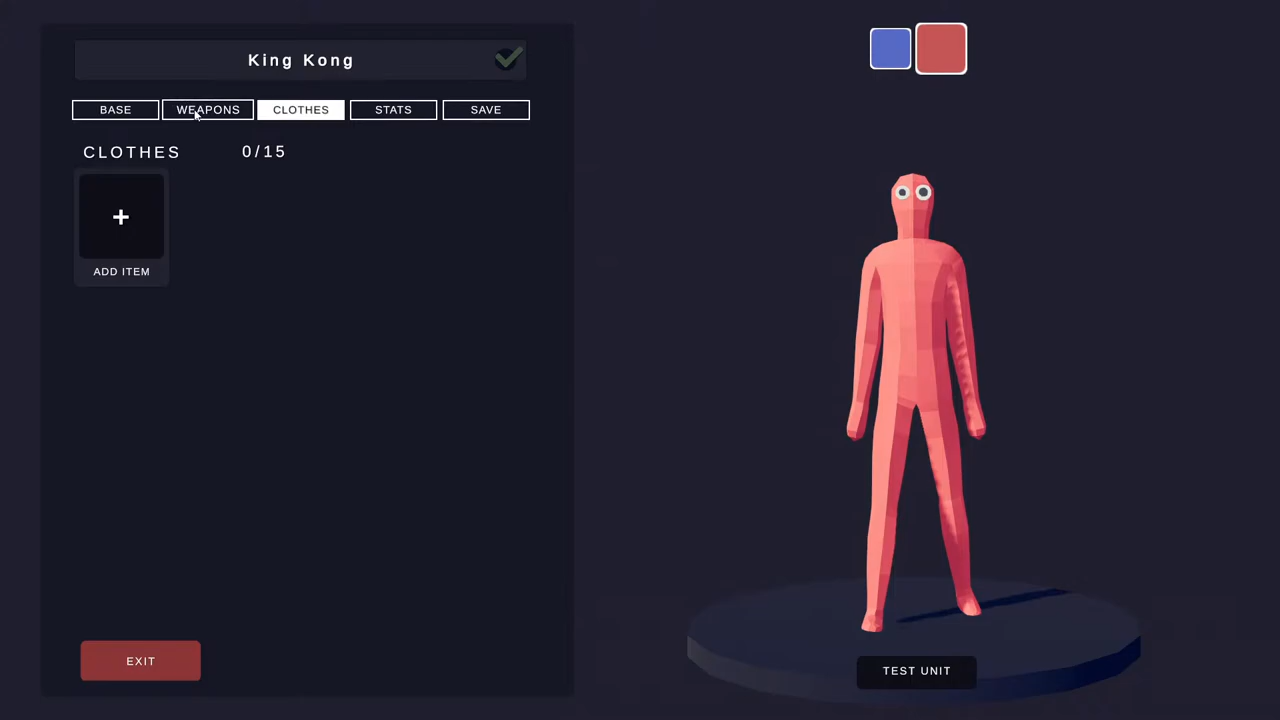 King Kong
BASE WEAPONS CLOTHES STATS SAVE
CLOTHES 0/15
+
ADD ITEM
EXIT
TEST UNIT